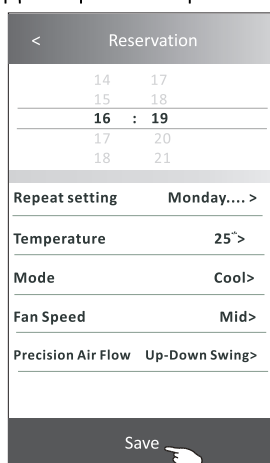 < Reservation
14 17
15 18
16 : 19
17 20
18 21
Repeat setting Monday.... >
Temperature 25 >
Mode Cool>
Fan Speed Mid>
Precision Air Flow Up-Down Swing>
Save